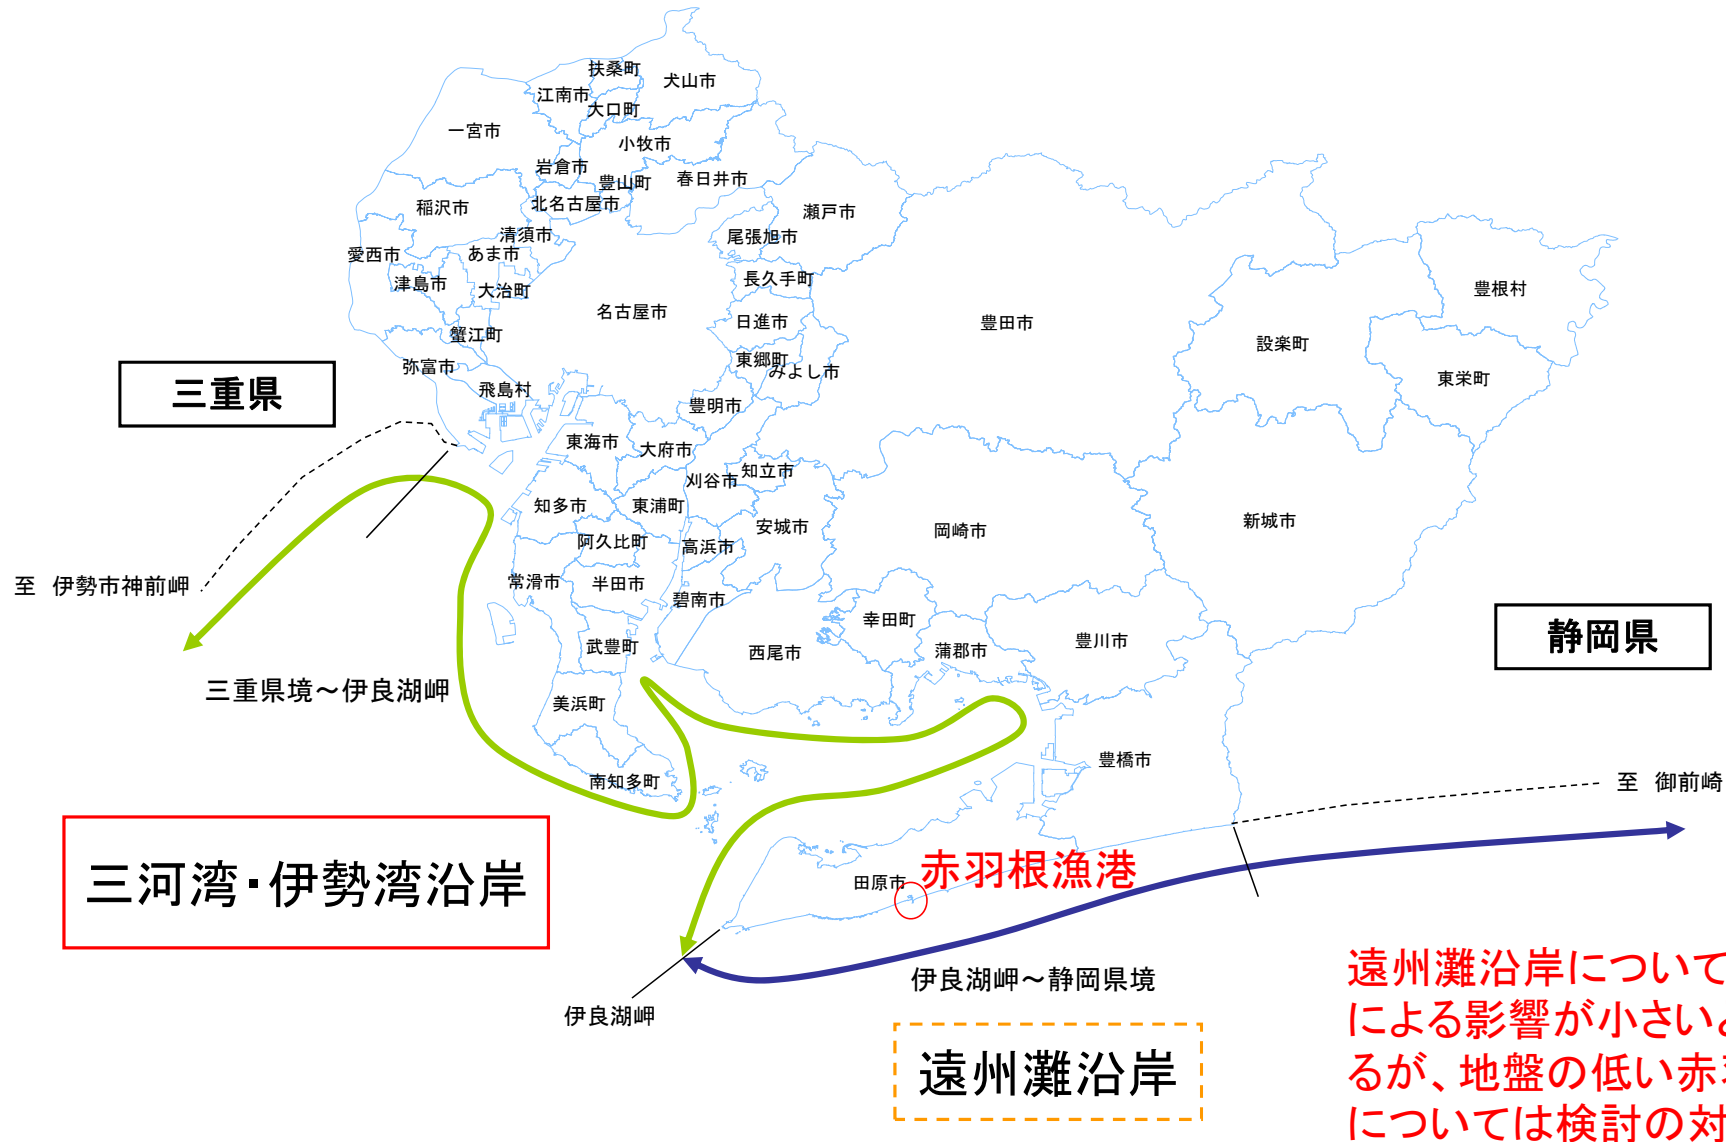 扶桑町
犬山市
江南市
大口町
一宮市
小牧市
岩倉市
豊山町
春日井市
稲沢市
北名古屋市
瀬戸市
清須市
尾張旭市
愛西市
あま市
津島市
大治町
長久手町
豊根村
名古屋市
日進市
豊田市
蟹江町
設楽町
弥富市
東郷町
みよし市
東栄町
三重県
飛島村
豊明市
東海市
大府市
刈谷市
知立市
知多市
東浦町
安城市
岡崎市
新城市
阿久比町
高浜市
至 伊勢市神前岬
常滑市
半田市
碧南市
幸田町
武豊町
西尾市
蒲郡市
豊川市
静岡県
三重県境～伊良湖岬
美浜町
豊橋市
南知多町
至 御前崎
三河湾・伊勢湾沿岸
田原市
赤羽根漁港
伊良湖岬～静岡県境
伊良湖岬
遠州灘沿岸
遠州灘沿岸について
による影響が小さい
るが、地盤の低い赤
については検討の対